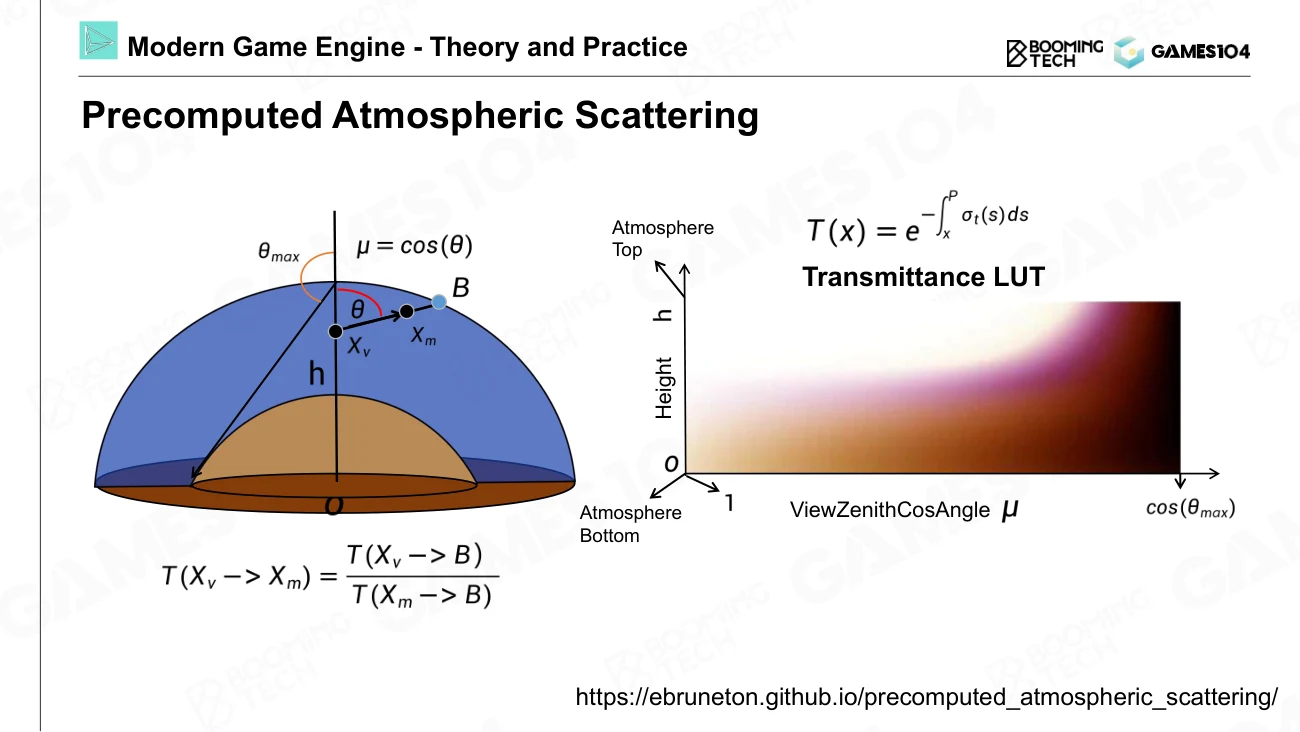 Modern Game Engine - Theory and Practice
BOOMING
TECH
GAMES104
Precomputed Atmospheric Scattering
θmax
μ = cos(θ)
B
θ
Xv
Xm
h
O
T(Xv -> Xm) = T(Xv -> B) / T(Xm -> B)
Atmosphere
Top
T(x) = e^{-∫_x^P σt(s)ds}
Transmittance LUT
h
Height
0
1
Atmosphere
Bottom
ViewZenithCosAngle μ
cos(θmax)
https://ebruneton.github.io/precomputed_atmospheric_scattering/